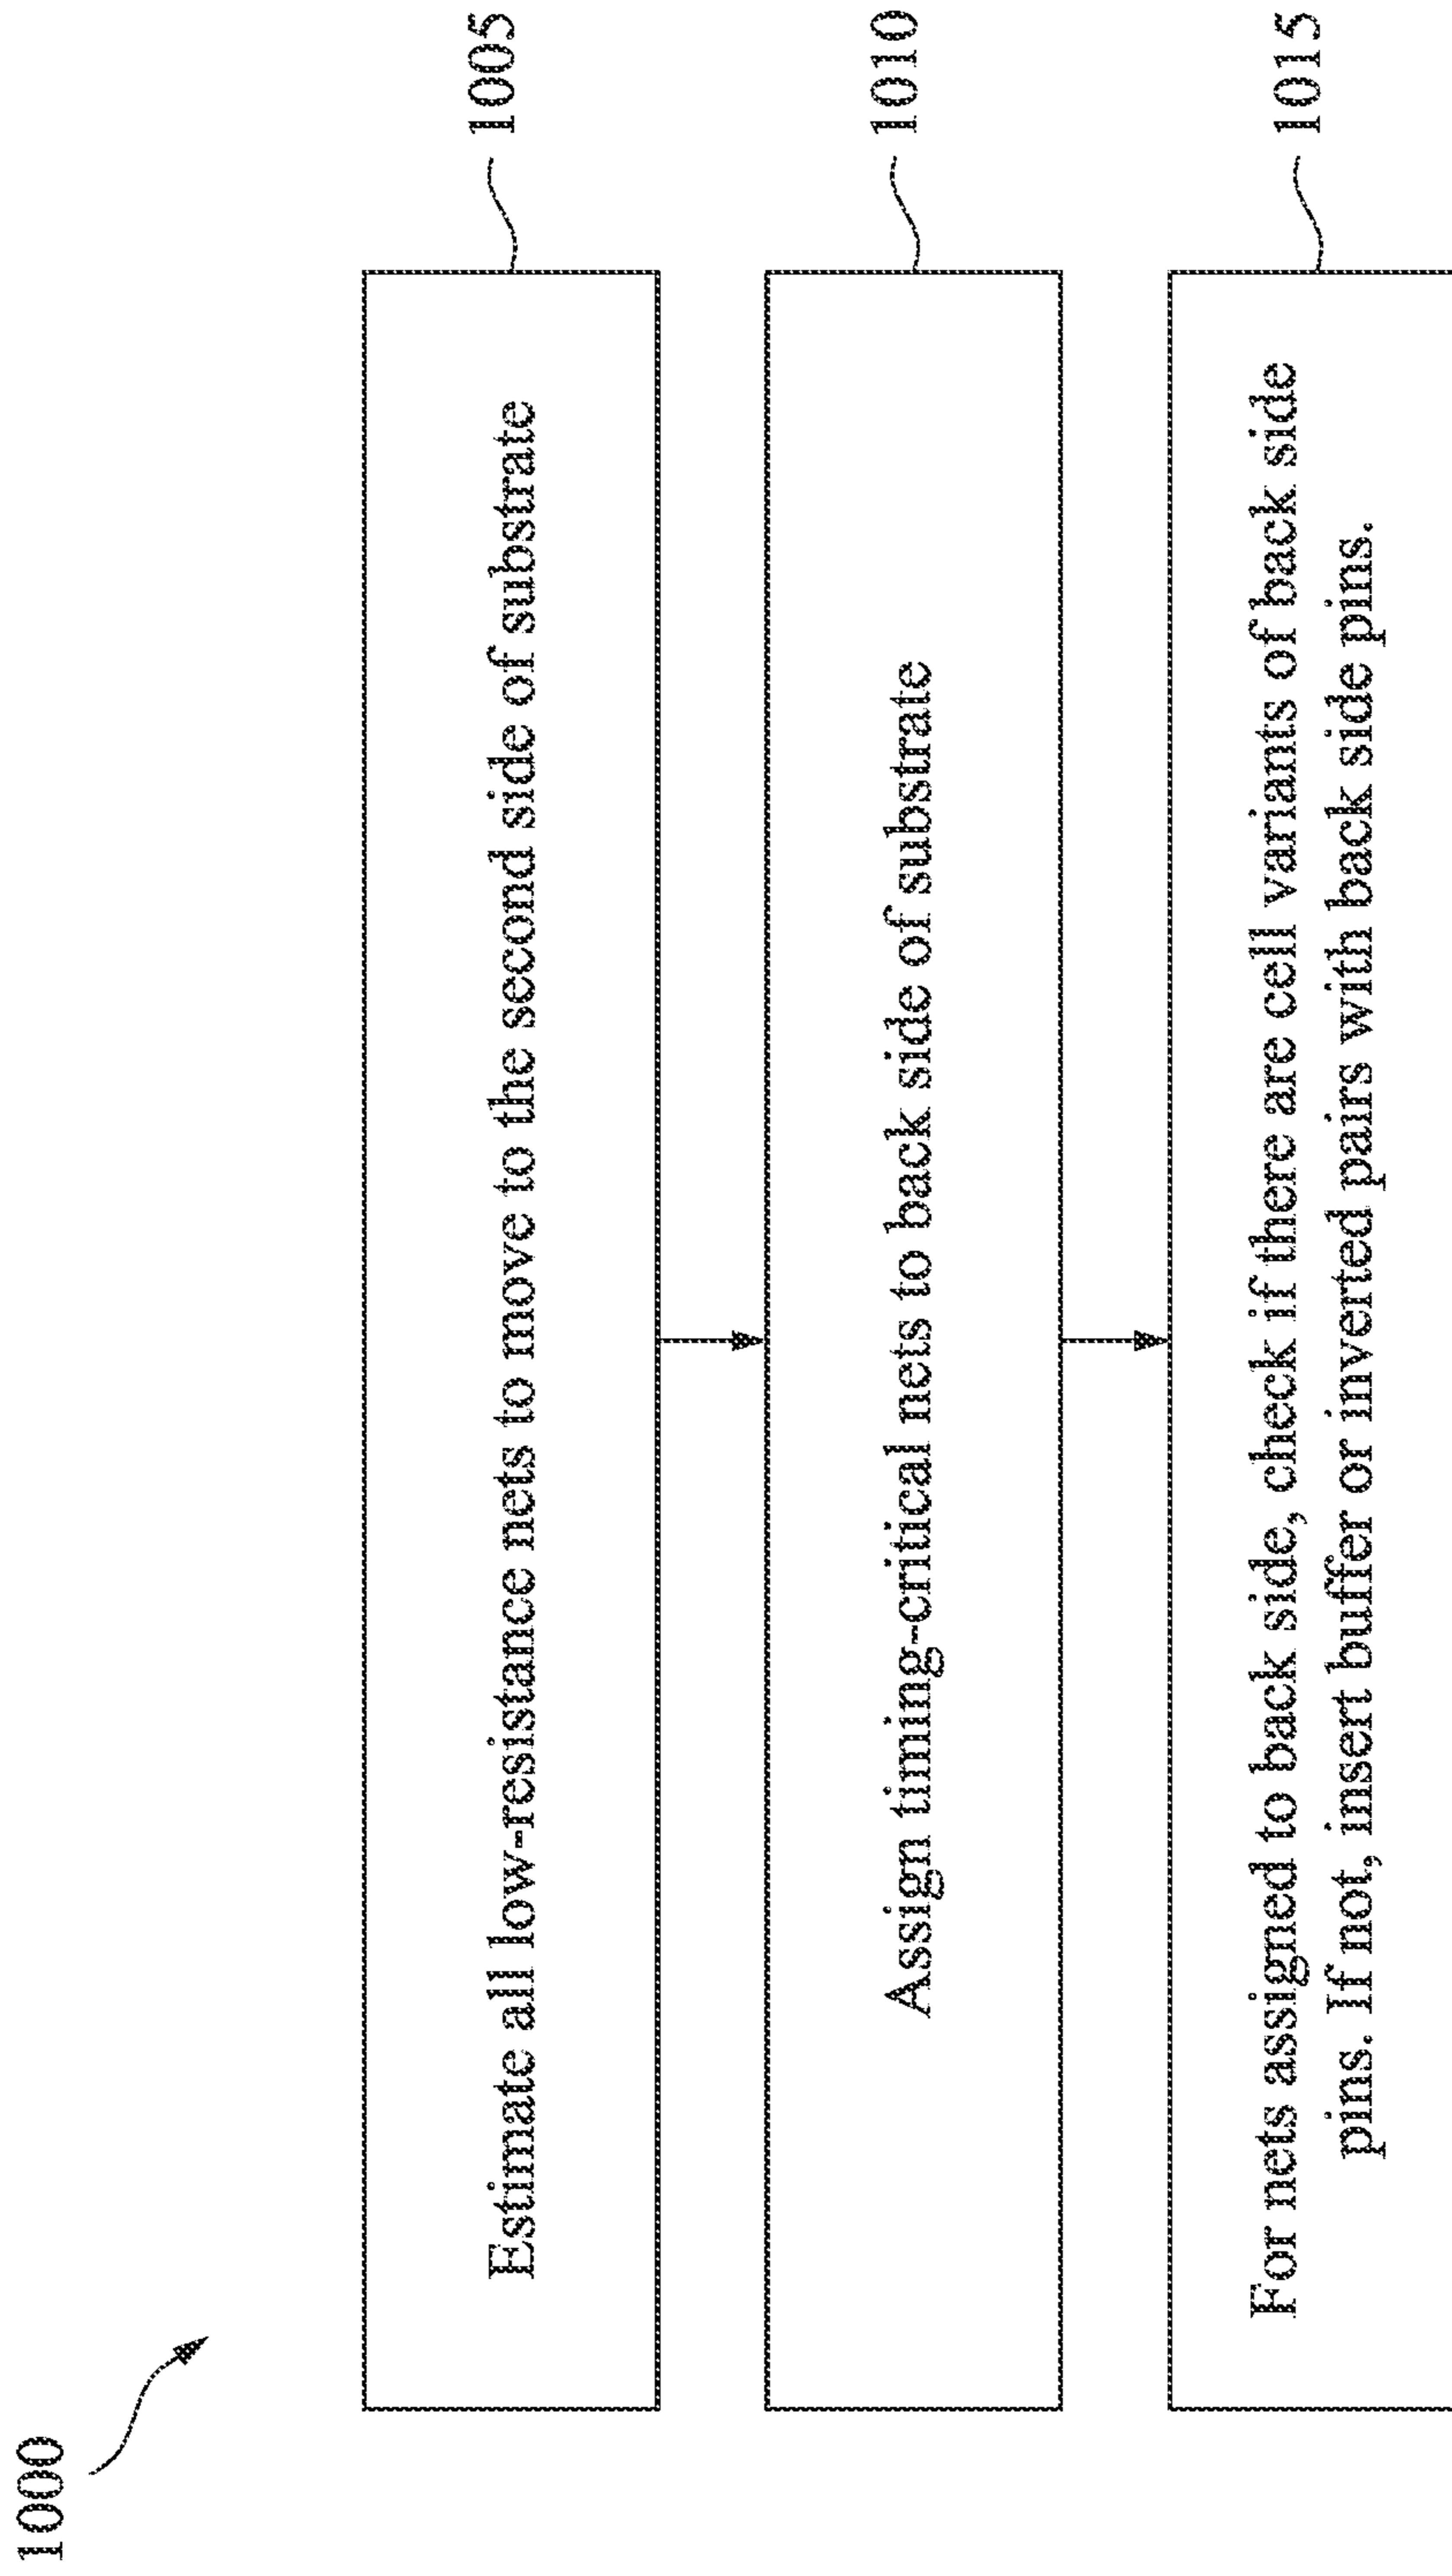 1000
Estimate all low-resistance nets to move to the second side of substrate
1005
Assign timing-critical nets to back side of substrate
1010
For nets assigned to back side, check if there are cell variants of back side
pins. If not, insert buffer or inverted pairs with back side pins.
1015